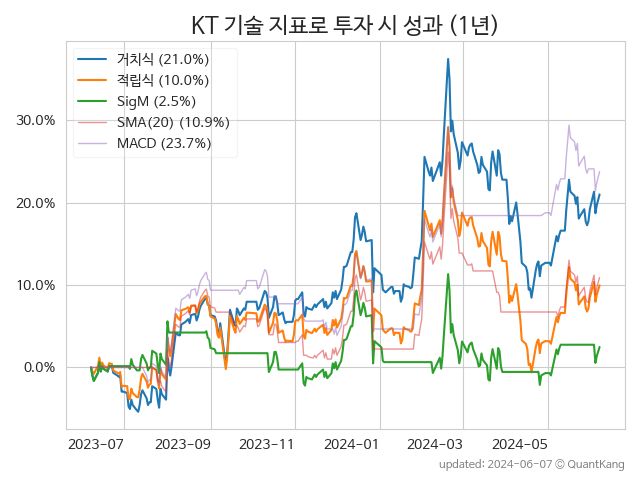 KT 기술 지표로 투자 시 성과 (1년)
거치식 (21.0%)
적립식 (10.0%)
SigM (2.5%)
SMA(20) (10.9%)
MACD (23.7%)
30.0%
20.0%
10.0%
0.0%
2023-07 2023-09 2023-11 2024-01 2024-03 2024-05
updated: 2024-06-07 © QuantKang